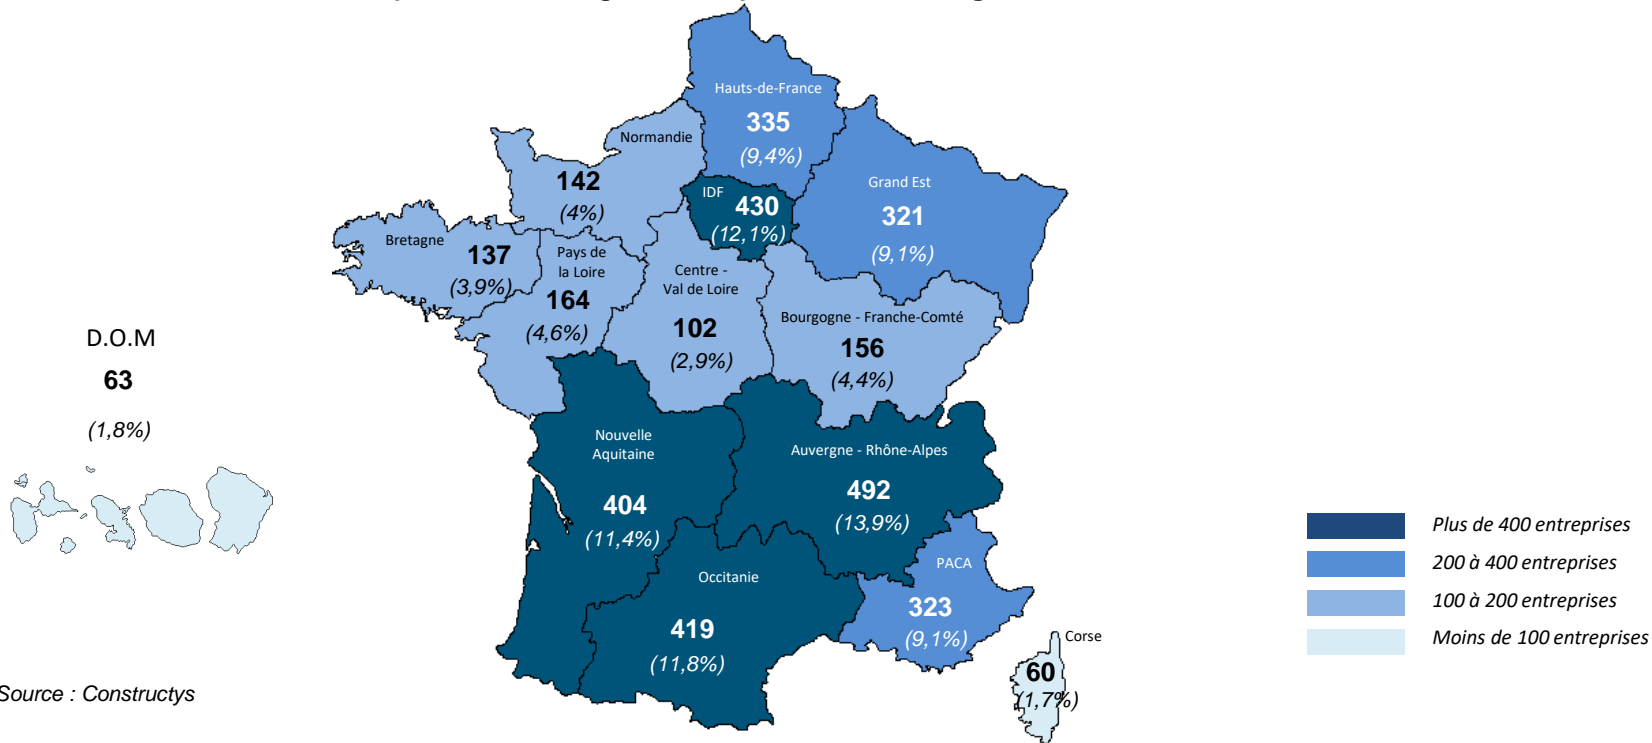 Hauts-de-France
335
(9,4%)
Normandie
142
(4%)
IDF
430
(12,1%)
Grand Est
321
(9,1%)
Bretagne
137
(3,9%)
Pays de
la Loire
164
(4,6%)
Centre -
Val de Loire
102
(2,9%)
Bourgogne - Franche-Comté
156
(4,4%)
D.O.M
63
(1,8%)
Nouvelle
Aquitaine
404
(11,4%)
Auvergne - Rhône-Alpes
492
(13,9%)
Occitanie
419
(11,8%)
PACA
323
(9,1%)
Corse
60
(1,7%)
Plus de 400 entreprises
200 à 400 entreprises
100 à 200 entreprises
Moins de 100 entreprises
Source : Constructys